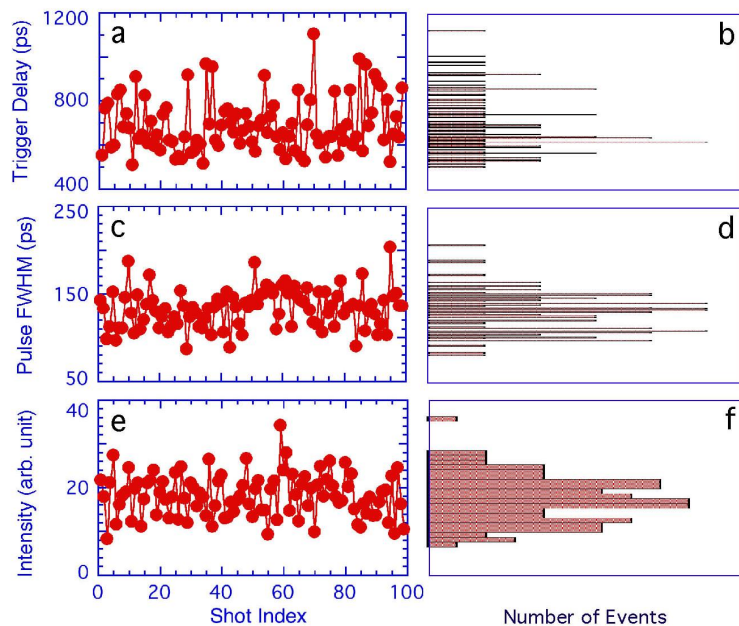 1200
a
b
Trigger Delay (ps)
800
400
250
c
d
Pulse FWHM (ps)
150
50
40
e
f
Intensity (arb. unit)
20
0
0 20 40 60 80 100
Shot Index
Number of Events